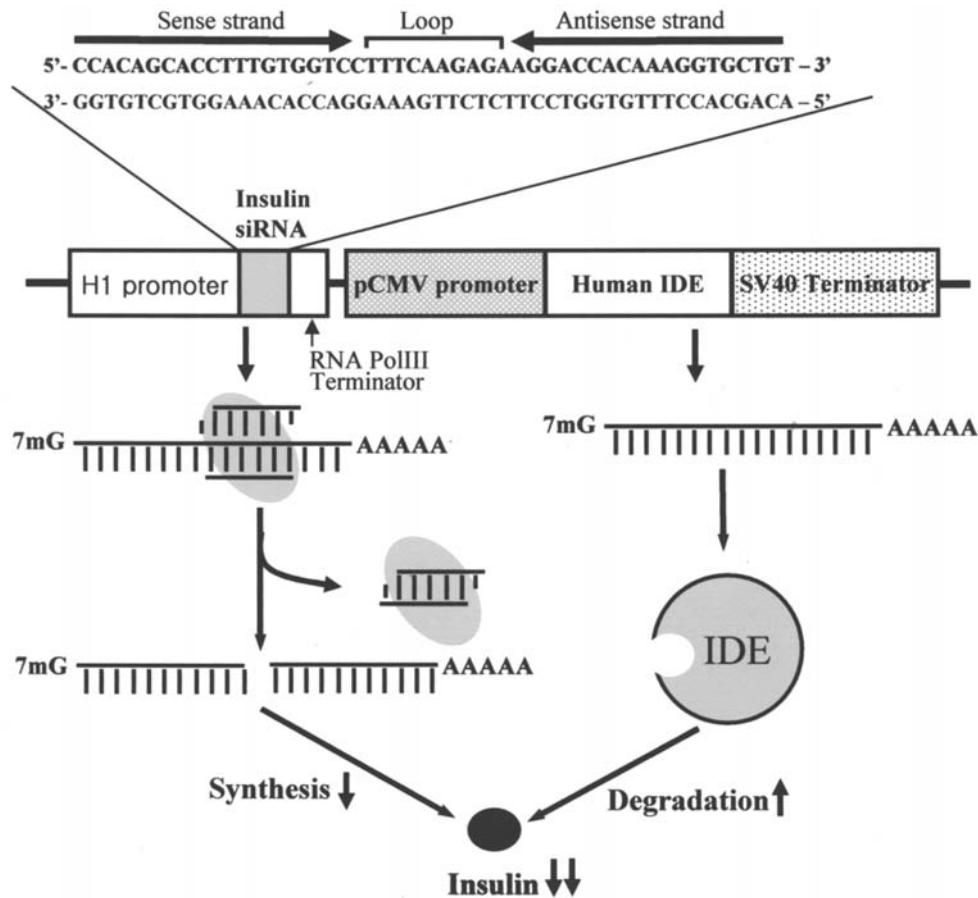 Sense strand Loop Antisense strand
5’- CCACAGCACCTTTGTGGTCCTTTCAAGAGAAGGACCACAAAGGTGCTGT – 3’
3’- GGTGTCGTGGAAACACCAGGAAAGTTCTCTTCCTGGTGTTTCCACGACA – 5’
Insulin
siRNA
H1 promoter pCMV promoter Human IDE SV40 Terminator
RNA PolIII
Terminator
7mG AAAAA
7mG AAAAA
7mG AAAAA
IDE
Synthesis
Degradation
Insulin